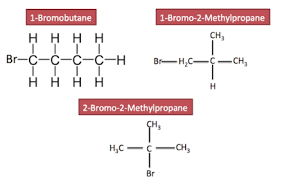 1-Bromobutane
H H H H
Br–C–C–C–C–H
H H H H
1-Bromo-2-Methylpropane
CH₃
Br—H₂C—C—CH₃
H
2-Bromo-2-Methylpropane
CH₃
H₃C—C—CH₃
Br